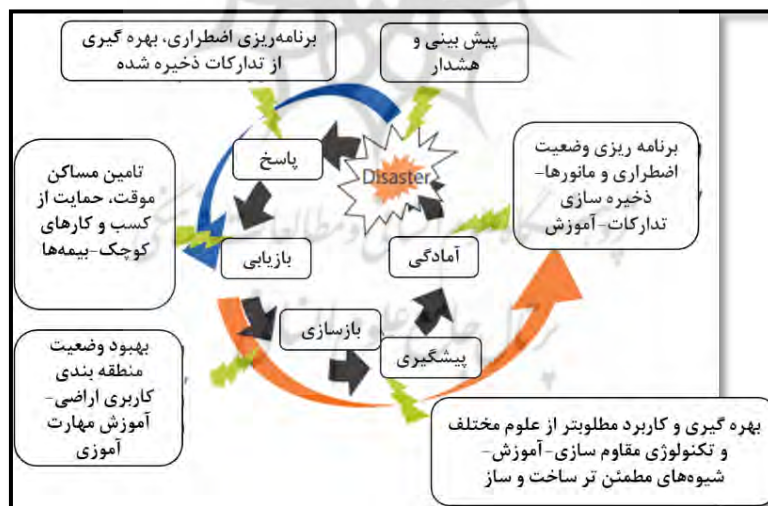 برنامه‌ریزی اضطراری، بهره گیری
از تدارکات ذخیره شده
پیش بینی و
هشدار
برنامه ریزی وضعیت
اضطراری و مانورها-
ذخیره سازی
تدارکات-آموزش
تامین مساکن
موقت، حمایت از
کسب و کارهای
کوچک-بیمه‌ها
پاسخ
Disaster
بازیابی
آمادگی
بازسازی
پیشگیری
بهبود وضعیت
منطقه بندی
کاربری اراضی-
آموزش مهارت
آموزی
بهره گیری و کاربرد مطلوبتر از علوم مختلف
و تکنولوژی مقاوم سازی-آموزش-
شیوه‌های مطمئن تر ساخت و ساز